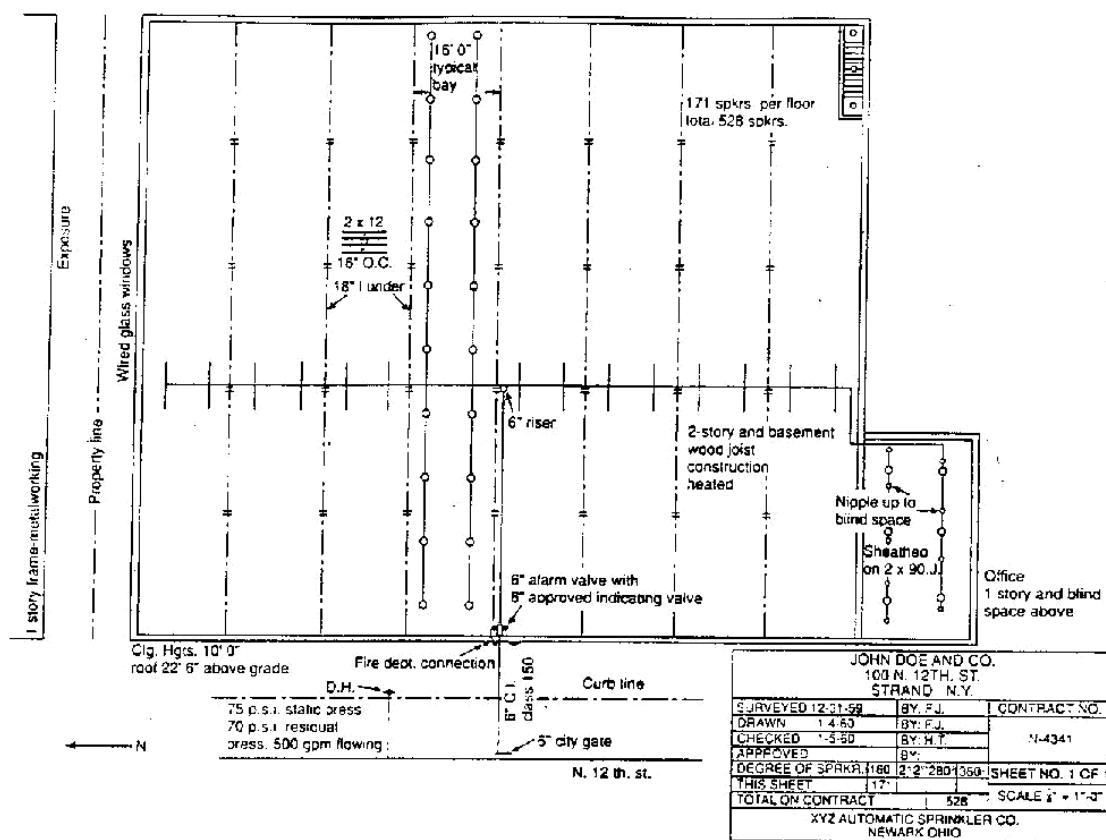 16' 0"
typical
bay
171 spkrs. per floor
total 528 spkrs.
Exposure
Wired glass windows
Property line
1 story frame-metalworking
2 x 12
16" O.C.
18" I under
6" riser
2-story and basement
wood joist
construction
heated
Nipple up to
blind space
Sheathed
on 2 x 90.J.
Office
1 story and blind
space above
6" alarm valve with
6" approved indicating valve
Clg. Hgts. 10' 0"
roof 22' 6" above grade
Fire dept. connection
6" C.I.
class 150
Curb line
D.H.
75 p.s.i. static press
70 p.s.i. residual
press. 500 gpm flowing
N
6" city gate
N. 12 th. st.
JOHN DOE AND CO.
100 N. 12TH. ST.
STRAND N.Y.
SURVEYED 12-31-59 BY: F.J. CONTRACT NO.
DRAWN 1-4-60 BY: F.J.
CHECKED 1-5-60 BY: H.T. N-4341
APPROVED BY:
DEGREE OF SPRKR. 160 212° 280° 360° SHEET NO. 1 OF 1
THIS SHEET 171
TOTAL ON CONTRACT 528 SCALE
XYZ AUTOMATIC SPRINKLER CO.
NEWARK OHIO